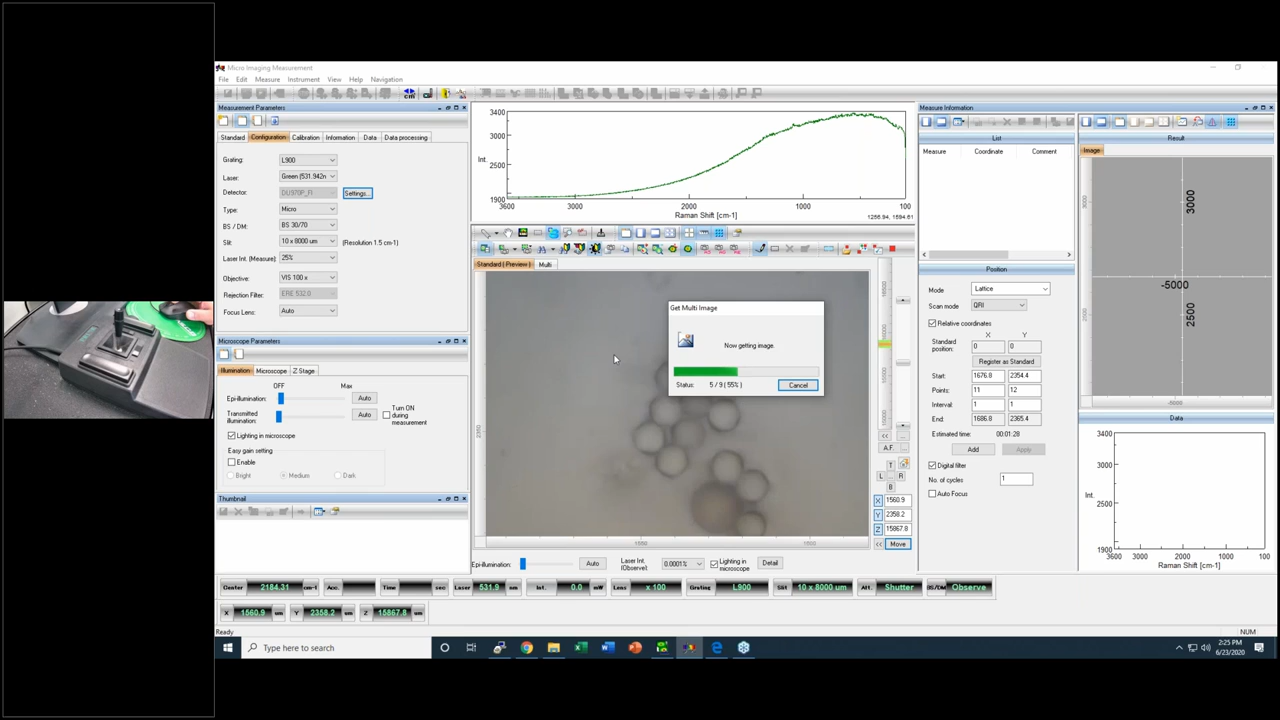 Micro Imaging Measurement
File Edit Measure Instrument View Help Navigation
Measurement Parameters
Standard Configuration Calibration Information Data Data processing
Grating: L900
Laser: Green (531.942n
Detector: DU970P_FI Settings...
Type: Micro
BS / DM: BS 30/70
Slit: 10 x 8000 um (Resolution 1.5 cm-1)
Laser Int. (Measure): 25%
Objective: VIS 100 x
Rejection Filter: ERE 532.0
Focus Lens: Auto
Microscope Parameters
Illumination Microscope Z Stage
OFF Max
Epi-illumination: Auto
Transmitted illumination: Auto
Turn ON during measurement
Lighting in microscope
Easy gain setting
Enable
Bright Medium Dark
Thumbnail
3400
3000
Int.
2500
1900
3600 3000 2000 1000 100
Raman Shift [cm-1]
1256.94, 1594.61
Standard ( Preview ) Multi
Get Multi Image
Now getting image.
Status: 5 / 9 ( 55% ) Cancel
A.F.
T
L R
B
X 1560.9
Y 2358.2
Z 15867.8
<< Move
Epi-illumination: Auto Laser Int. (Observe): 0.0001% Lighting in microscope Detail
Measure Information
List
Measure Coordinate Comment
Position
Mode Lattice
Scan mode QRI
Relative coordinates
X Y
Standard position: 0 0
Register as Standard
Start: 1676.8 2354.4
Points: 11 12
Interval: 1 1
End: 1686.8 2365.4
Estimated time: 00:01:28
Add Apply
Digital filter
No. of cycles 1
Auto Focus
Result
Image
3000
-5000
2500
Data
3400
3000
Int.
2500
1900
3600 3000 2000 1000 100
Raman Shift [cm-1]
Center 2184.31 cm-1 Acc. Time sec Laser 531.9 nm Int. 0.0 mW Lens x 100 Grating L900 Slit 10 x 8000 um Att. Shutter BS/DM Observe
X 1560.9 um Y 2358.2 um Z 15867.8 um
Ready NUM
Type here to search
2:25 PM
6/23/2020